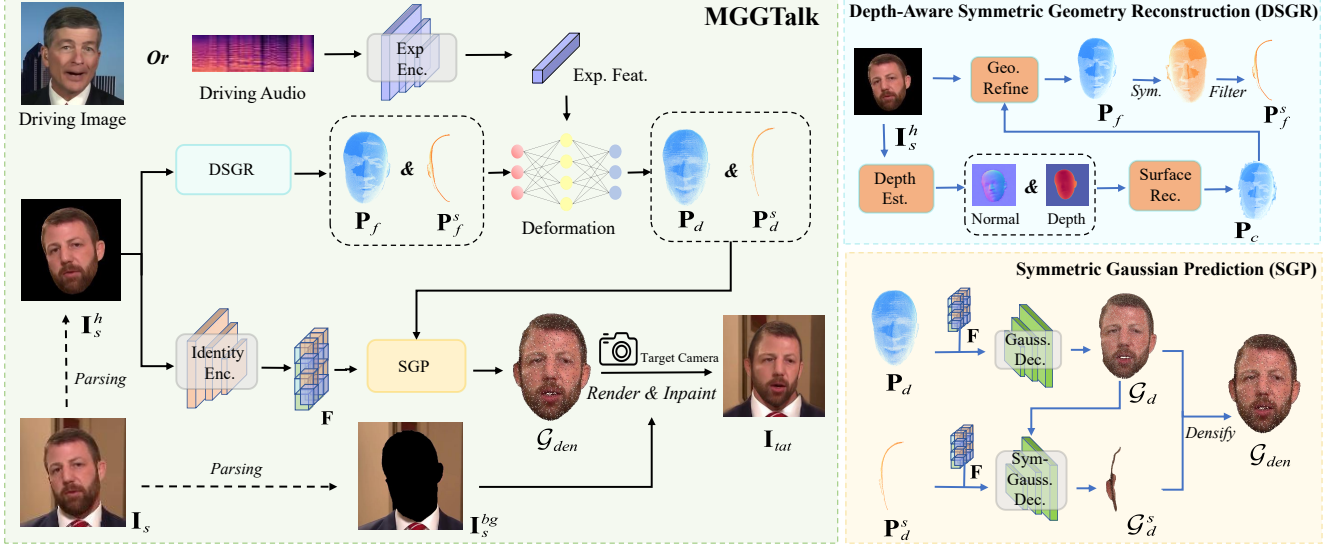 MGGTalk
Or
Driving Image
Driving Audio
Exp
Enc.
Exp. Feat.
DSGR
&
P_f
P_f^s
Deformation
&
P_d
P_d^s
I_s^h
Parsing
Identity
Enc.
F
SGP
G_den
Target Camera
Render & Inpaint
I_tat
I_s
Parsing
I_s^bg
Depth-Aware Symmetric Geometry Reconstruction (DSGR)
Geo.
Refine
P_f
Sym.
Filter
P_f^s
I_s^h
Depth
Est.
&
Normal
Depth
Surface
Rec.
P_c
Symmetric Gaussian Prediction (SGP)
P_d
F
Gauss.
Dec.
G_d
Densify
G_den
P_d^s
F
Sym-
Gauss.
Dec.
G_d^s